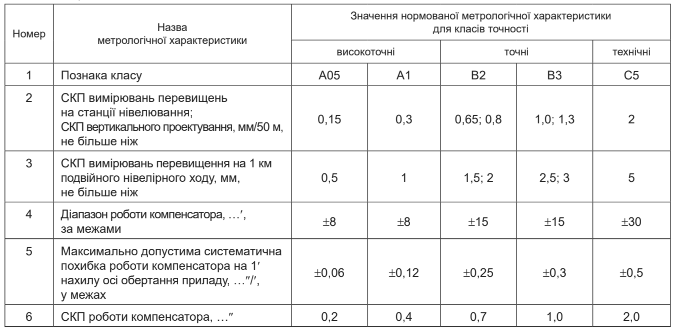 Номер
Назва
метрологічної характеристики
Значення нормованої метрологічної характеристики
для класів точності
високоточні
точні
технічні
1
Познака класу
А05
А1
В2
В3
С5
2
СКП вимірювань перевищень
на станції нівелювання;
СКП вертикального проектування, мм/50 м,
не більше ніж
0,15
0,3
0,65; 0,8
1,0; 1,3
2
3
СКП вимірювань перевищення на 1 км
подвійного нівелірного ходу, мм,
не більше ніж
0,5
1
1,5; 2
2,5; 3
5
4
Діапазон роботи компенсатора, …′,
за межами
±8
±8
±15
±15
±30
5
Максимально допустима систематична
похибка роботи компенсатора на 1′
нахилу осі обертання приладу, …″/′,
у межах
±0,06
±0,12
±0,25
±0,3
±0,5
6
СКП роботи компенсатора, …″
0,2
0,4
0,7
1,0
2,0